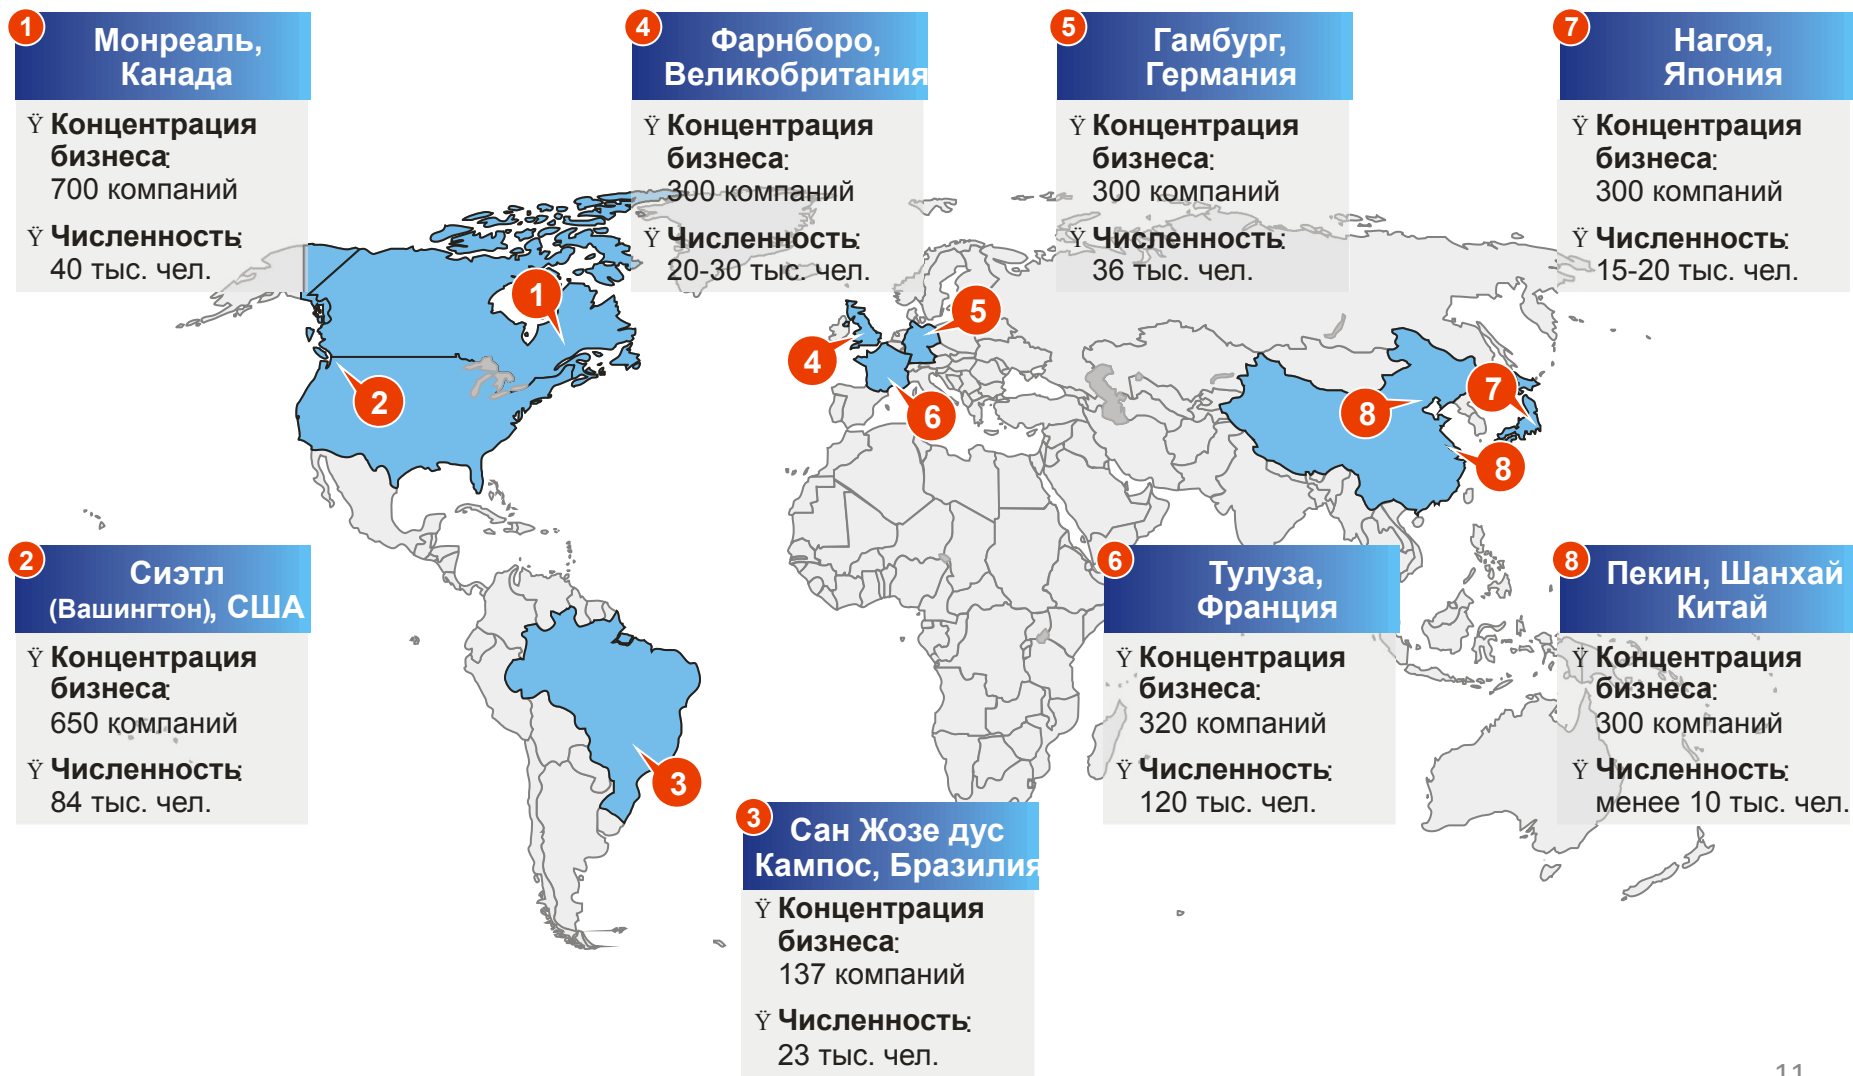 1
Монреаль,
Канада
Ÿ Концентрация
бизнеса:
700 компаний
Ÿ Численность:
40 тыс. чел.
4
Фарнборо,
Великобритания
Ÿ Концентрация
бизнеса:
300 компаний
Ÿ Численность:
20-30 тыс. чел.
5
Гамбург,
Германия
Ÿ Концентрация
бизнеса:
300 компаний
Ÿ Численность:
36 тыс. чел.
7
Нагоя,
Япония
Ÿ Концентрация
бизнеса:
300 компаний
Ÿ Численность:
15-20 тыс. чел.
1
2
3
4
5
6
7
8
8
2
Сиэтл
(Вашингтон), США
Ÿ Концентрация
бизнеса:
650 компаний
Ÿ Численность:
84 тыс. чел.
3
Сан Жозе дус
Кампос, Бразилия
Ÿ Концентрация
бизнеса:
137 компаний
Ÿ Численность:
23 тыс. чел.
6
Тулуза,
Франция
Ÿ Концентрация
бизнеса:
320 компаний
Ÿ Численность:
120 тыс. чел.
8
Пекин, Шанхай
Китай
Ÿ Концентрация
бизнеса:
300 компаний
Ÿ Численность:
менее 10 тыс. чел.
11